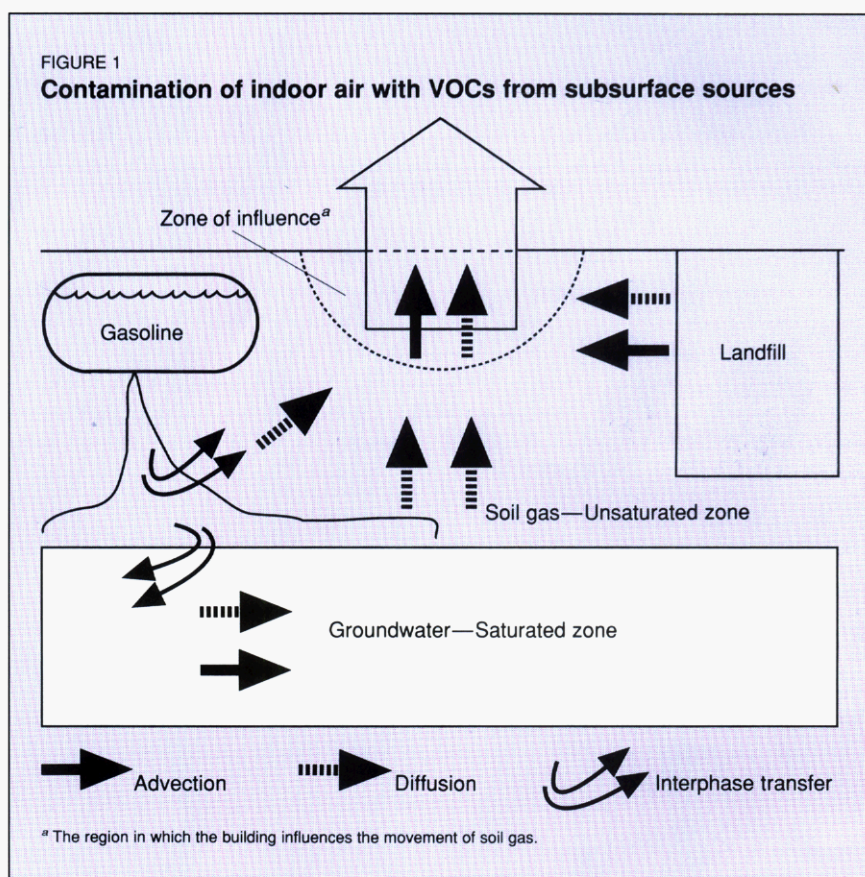 FIGURE 1
Contamination of indoor air with VOCs from subsurface sources
Zone of influenceᵃ
Gasoline
Landfill
Soil gas—Unsaturated zone
Groundwater—Saturated zone
Advection
Diffusion
Interphase transfer
ᵃ The region in which the building influences the movement of soil gas.